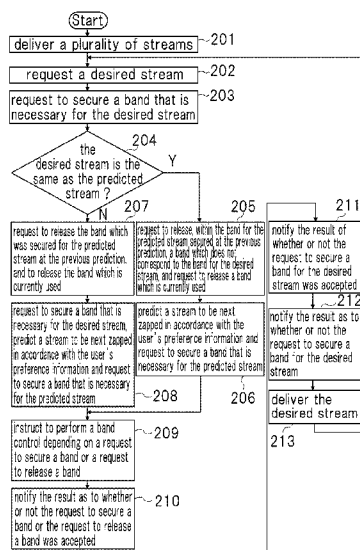 Start
deliver a plurality of streams
201
request a desired stream
202
request to secure a band that is
necessary for the desired stream
203
204
the
desired stream is the
same as the predicted
stream ?
Y
N
207
request to release the band which
was secured for the predicted
stream at the previous prediction,
and to release the band which is
currently used
205
request to release, within the band for the
predicted stream secured at the previous
prediction, a band which does not
correspond to the band for the desired
stream, and request to release a band
which is currently used
request to secure a band that is
necessary for the desired stream,
predict a stream to be next zapped
in accordance with the user's
preference information and request
to secure a band that is necessary
for the predicted stream
208
predict a stream to be next zapped
in accordance with the
user's preference information and
request to secure a band that is
necessary for the predicted stream
206
instruct to perform a band
control depending on a request
to secure a band or a request
to release a band
209
notify the result as to whether
or not the request to secure a
band or the request to release
a band was accepted
210
211
notify the result of
whether or not the
request to secure a
band for the desired
stream was accepted
212
notify the result as to
whether or not the
request to secure a
band for the desired
stream
deliver the
desired stream
213